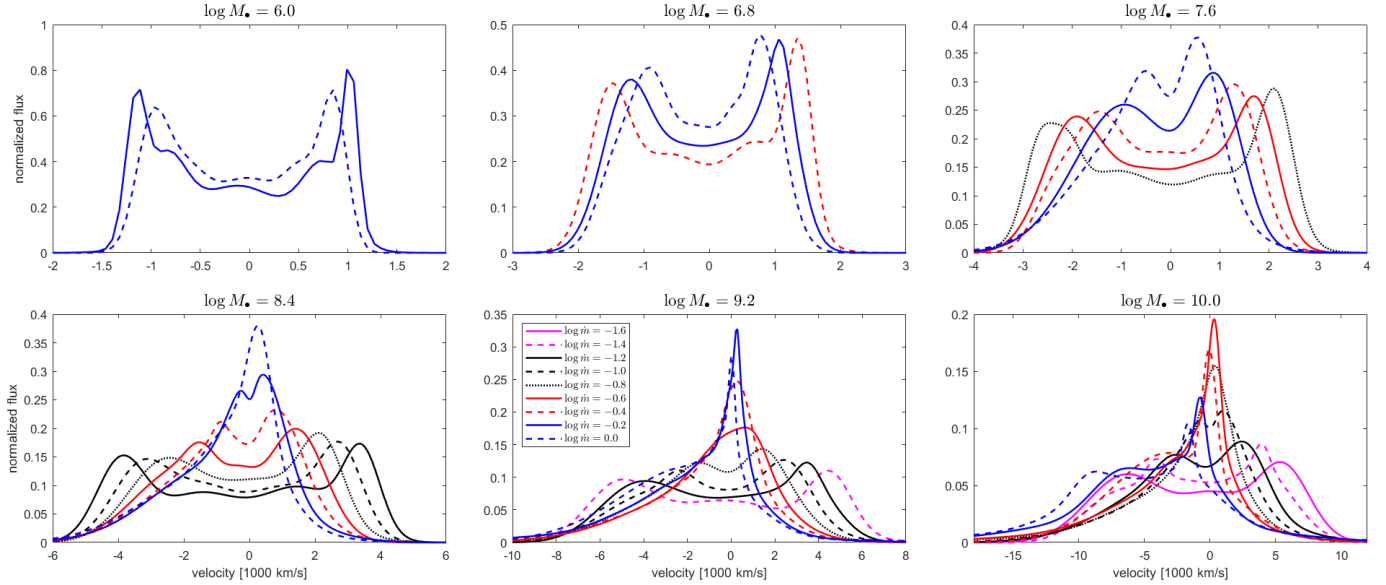 log M• = 6.0
log M• = 6.8
log M• = 7.6
normalized flux
1
0.8
0.6
0.4
0.2
0
-2 -1.5 -1 -0.5 0 0.5 1 1.5 2
0.5
0.4
0.3
0.2
0.1
0
-3 -2 -1 0 1 2 3
0.4
0.35
0.3
0.25
0.2
0.15
0.1
0.05
0
-4 -3 -2 -1 0 1 2 3 4
log M• = 8.4
log M• = 9.2
log M• = 10.0
normalized flux
0.4
0.35
0.3
0.25
0.2
0.15
0.1
0.05
0
-6 -4 -2 0 2 4 6
velocity [1000 km/s]
0.35
0.3
0.25
0.2
0.15
0.1
0.05
0
log ṁ = −1.6
log ṁ = −1.4
log ṁ = −1.2
log ṁ = −1.0
log ṁ = −0.8
log ṁ = −0.6
log ṁ = −0.4
log ṁ = −0.2
log ṁ = 0.0
-10 -8 -6 -4 -2 0 2 4 6 8
velocity [1000 km/s]
0.2
0.15
0.1
0.05
0
-15 -10 -5 0 5 10
velocity [1000 km/s]